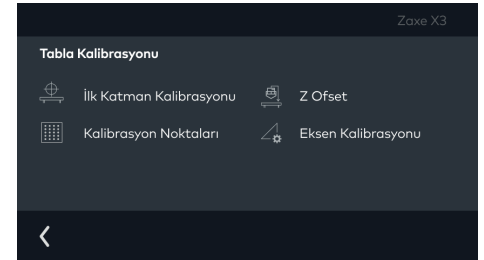 Zaxe X3
Tabla Kalibrasyonu
İlk Katman Kalibrasyonu
Z Ofset
Kalibrasyon Noktaları
Eksen Kalibrasyonu